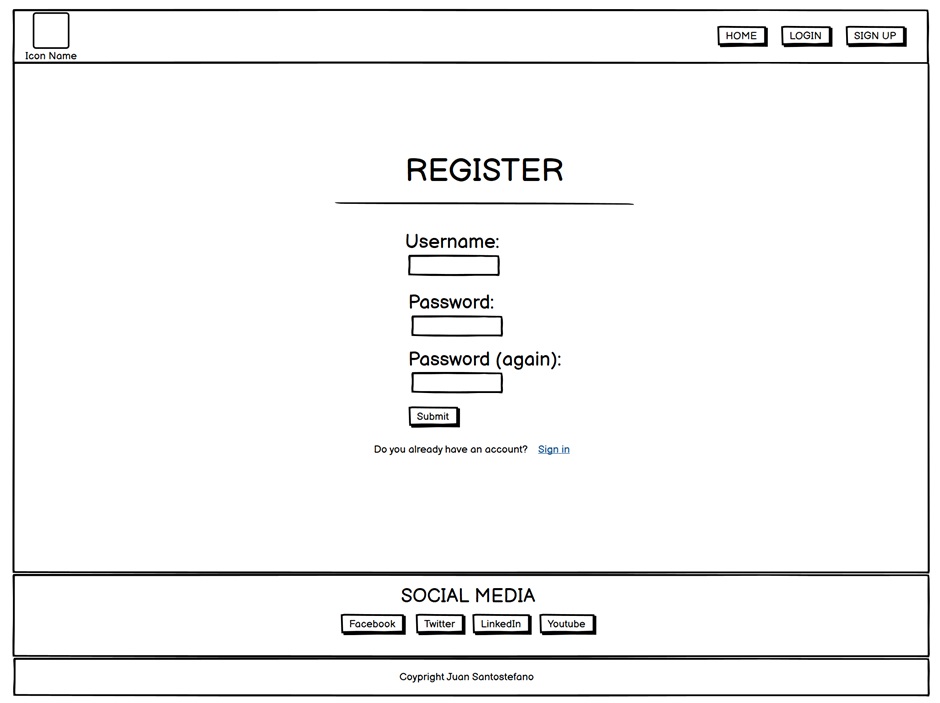 Icon Name
HOME LOGIN SIGN UP
REGISTER
Username:
Password:
Password (again):
Submit
Do you already have an account? Sign in
SOCIAL MEDIA
Facebook Twitter LinkedIn Youtube
Coypright Juan Santostefano